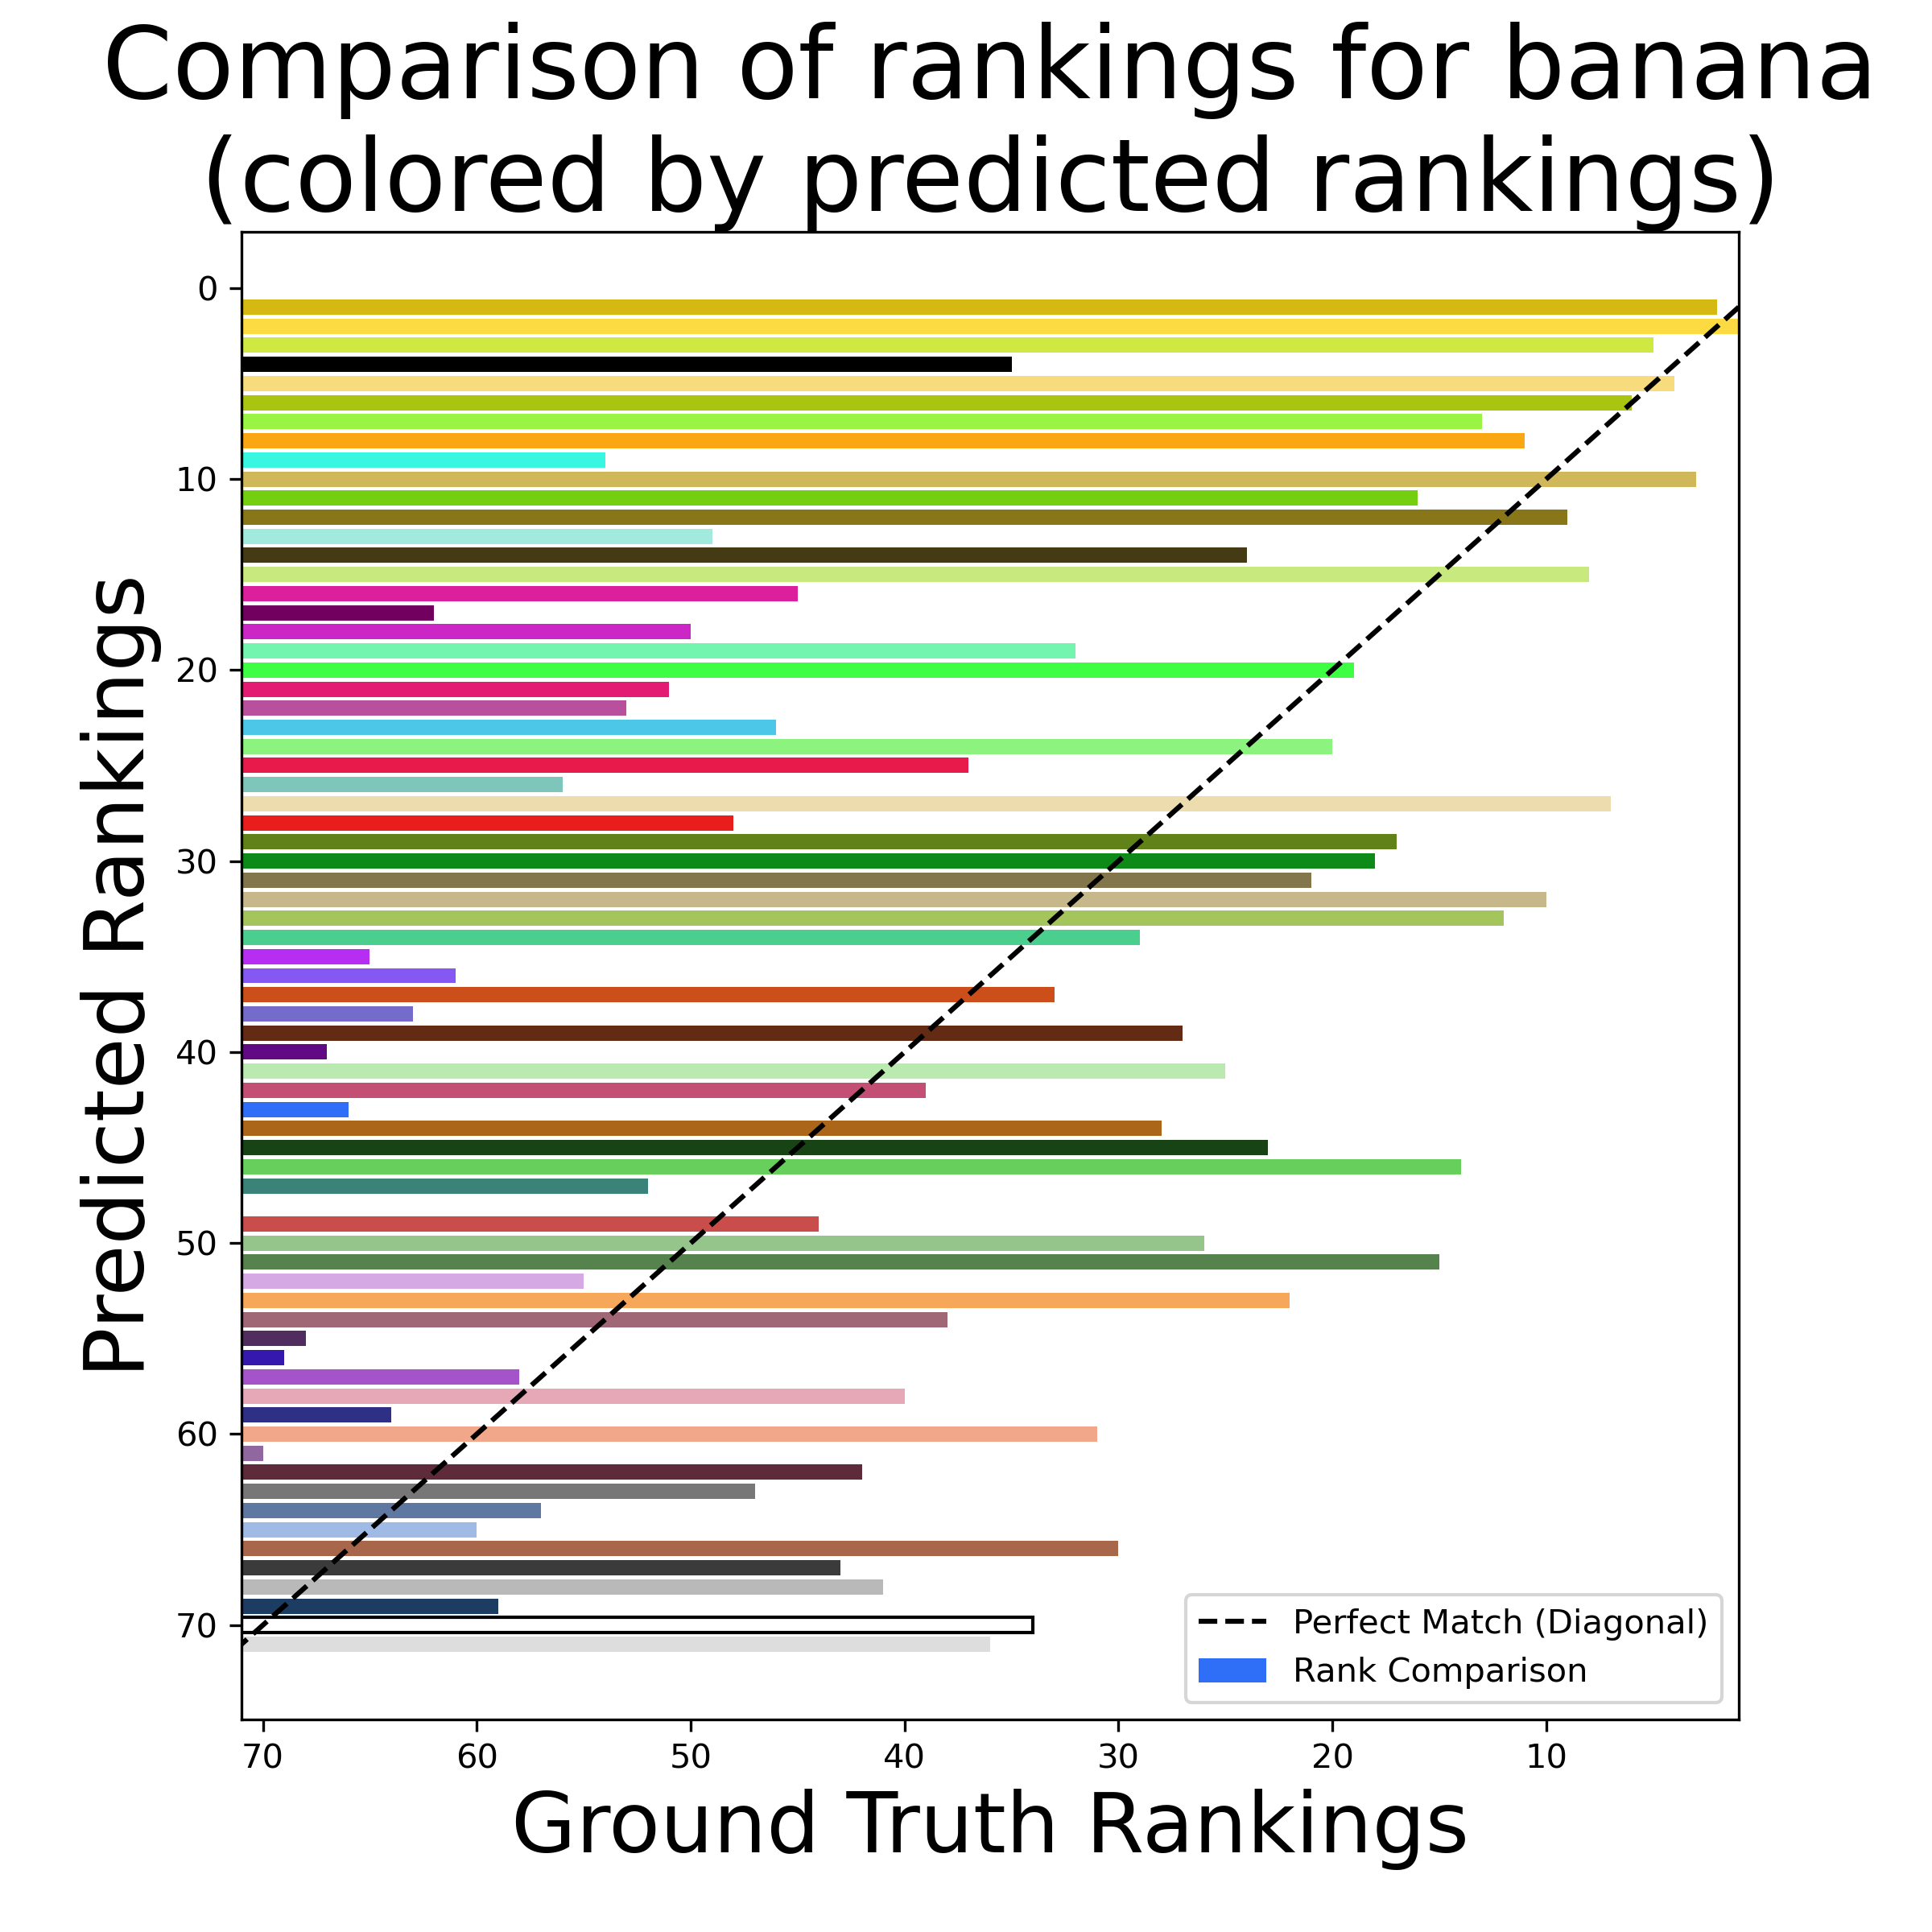 Comparison of rankings for banana
(colored by predicted rankings)
Predicted Rankings
0
10
20
30
40
50
60
70
Perfect Match (Diagonal)
Rank Comparison
70 60 50 40 30 20 10
Ground Truth Rankings